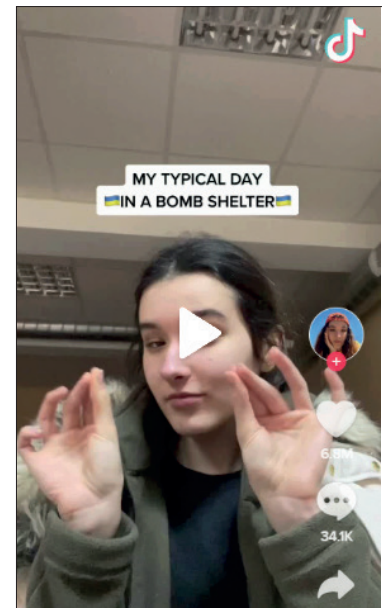 MY TYPICAL DAY
🇺🇦IN A BOMB SHELTER🇺🇦
6.8M
34.1K